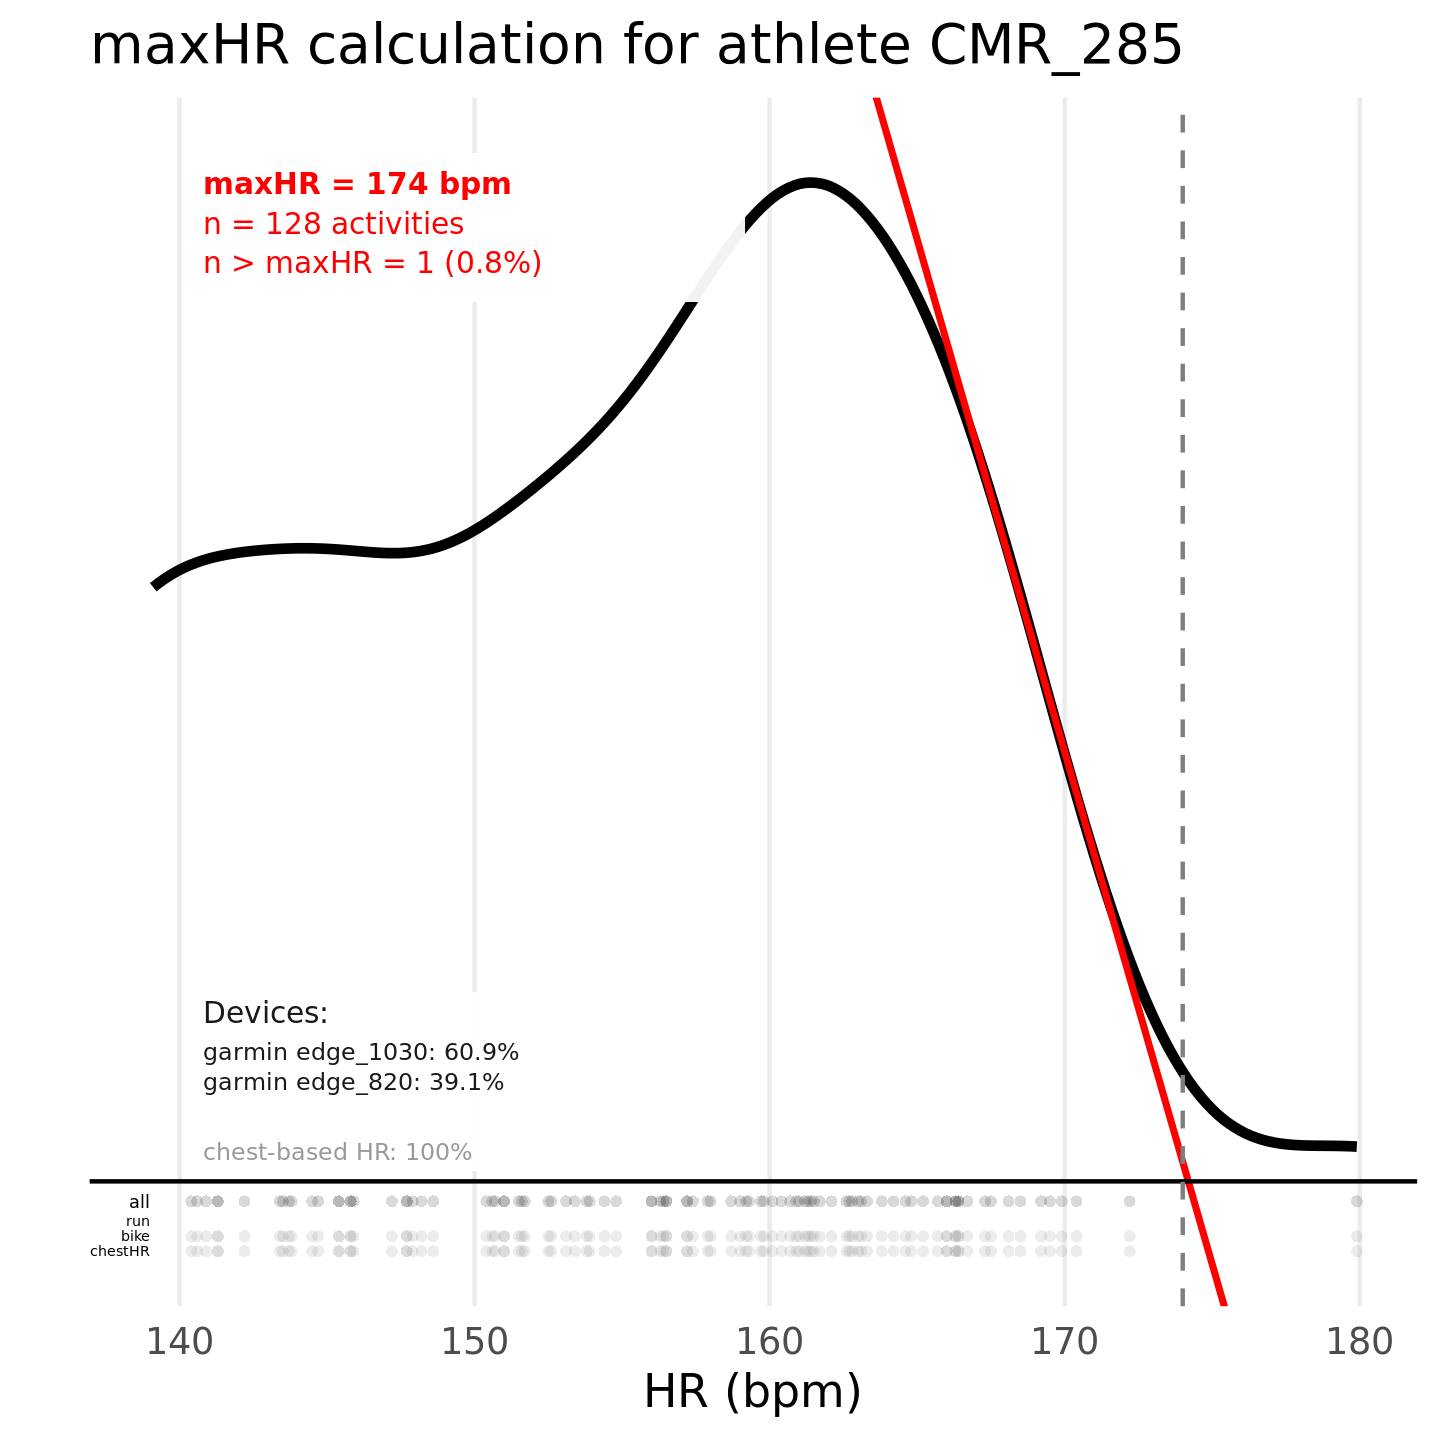 maxHR calculation for athlete CMR_285
maxHR = 174 bpm
n = 128 activities
n > maxHR = 1 (0.8%)
Devices:
garmin edge_1030: 60.9%
garmin edge_820: 39.1%
chest-based HR: 100%
all
run
bike
chestHR
140 150 160 170 180
HR (bpm)